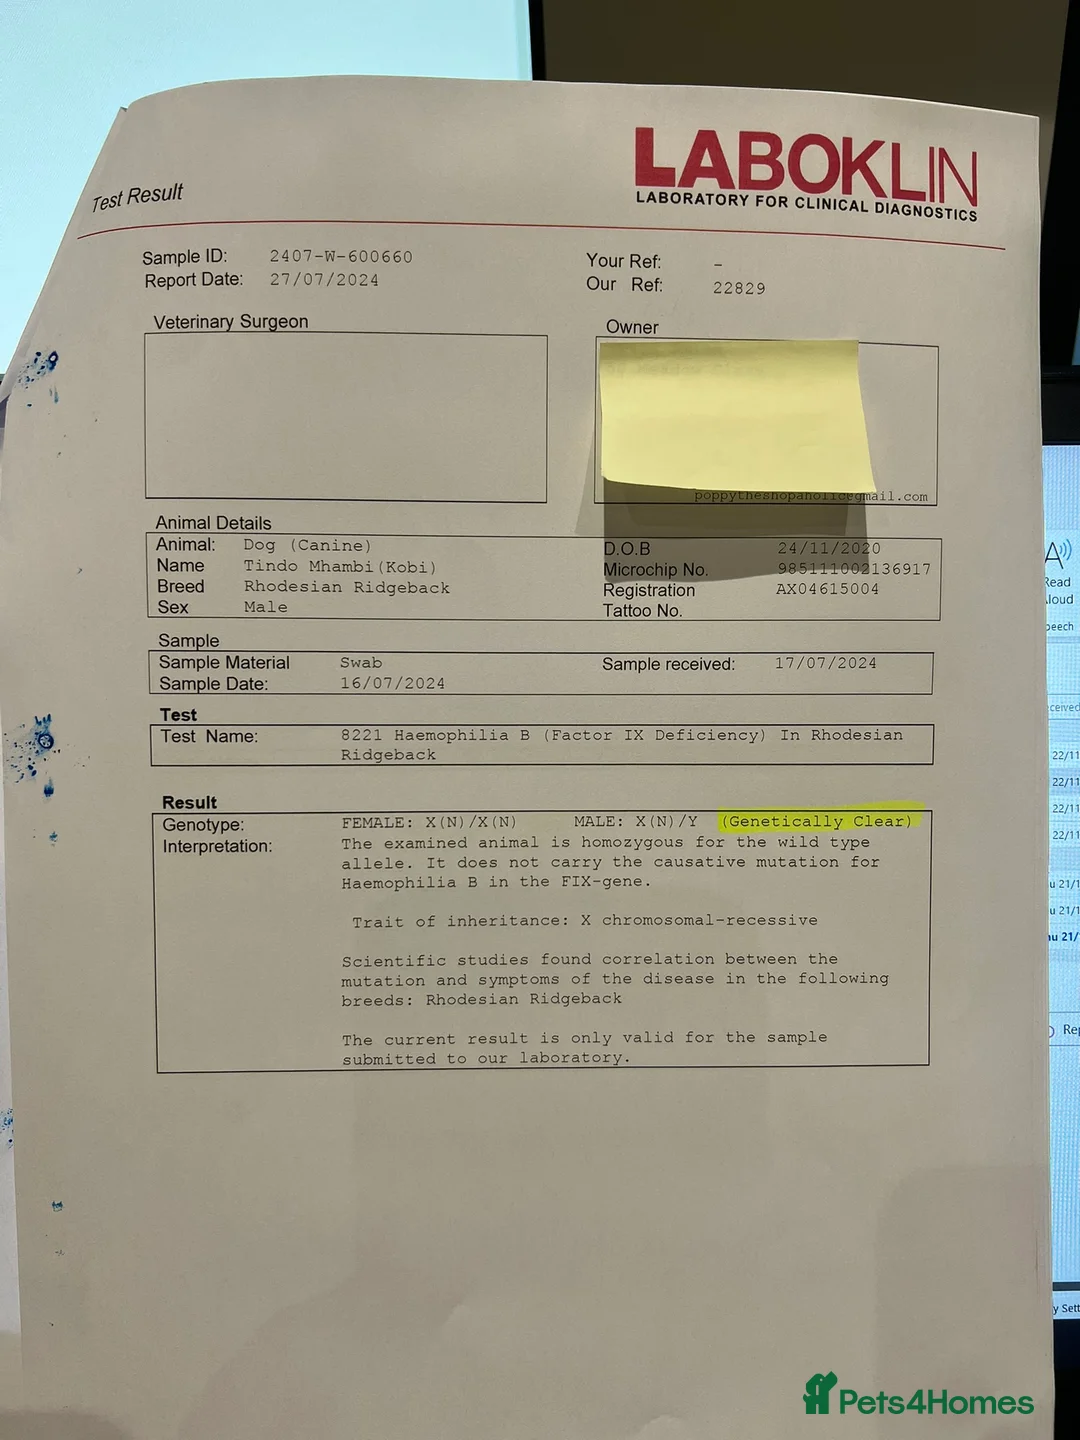 LABOKLIN
LABORATORY FOR CLINICAL DIAGNOSTICS
Test Result
Sample ID: 2407-W-600660
Report Date: 27/07/2024
Your Ref: –
Our Ref: 22829
Veterinary Surgeon
Owner
poppytheshopaholic@gmail.com
Animal Details
Animal: Dog (Canine)
Name Tindo Mhambi(Kobi)
Breed Rhodesian Ridgeback
Sex Male
D.O.B 24/11/2020
Microchip No. 985111002136917
Registration AX04615004
Tattoo No.
Sample
Sample Material Swab
Sample received: 17/07/2024
Sample Date: 16/07/2024
Test
Test Name: 8221 Haemophilia B (Factor IX Deficiency) In Rhodesian
Ridgeback
Result
Genotype: FEMALE: X(N)/X(N) MALE: X(N)/Y (Genetically Clear)
Interpretation: The examined animal is homozygous for the wild type
allele. It does not carry the causative mutation for
Haemophilia B in the FIX-gene.
Trait of inheritance: X chromosomal-recessive
Scientific studies found correlation between the
mutation and symptoms of the disease in the following
breeds: Rhodesian Ridgeback
The current result is only valid for the sample
submitted to our laboratory.
Pets4Homes